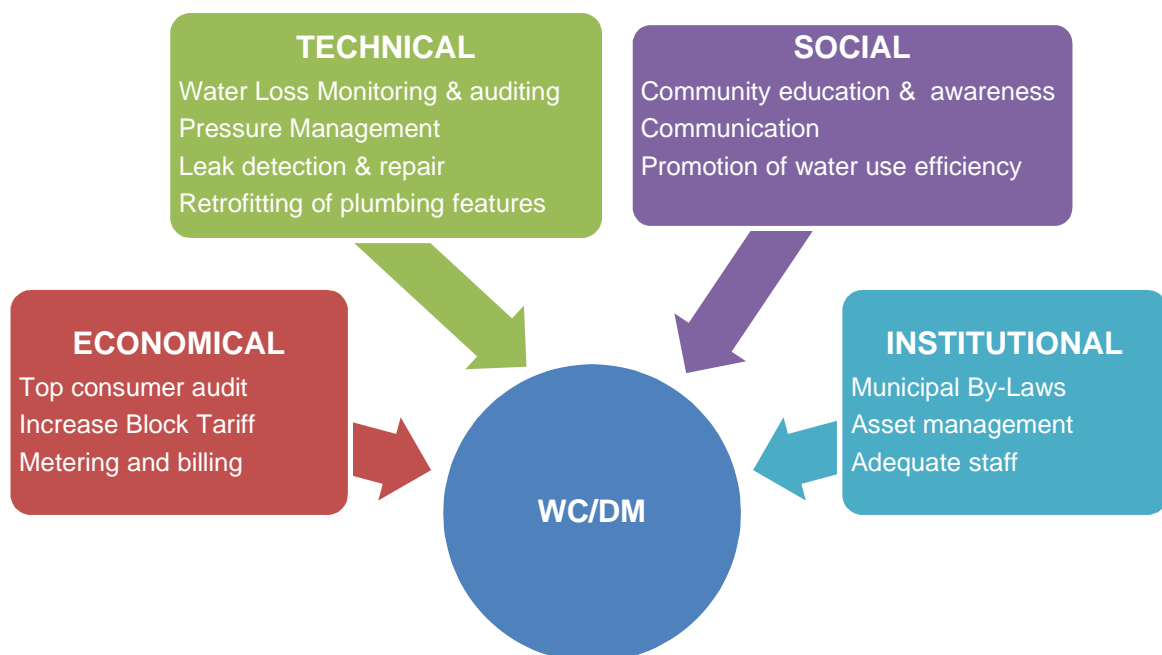 TECHNICAL
Water Loss Monitoring & auditing
Pressure Management
Leak detection & repair
Retrofitting of plumbing features
SOCIAL
Community education &  awareness
Communication
Promotion of water use efficiency
ECONOMICAL
Top consumer audit
Increase Block Tariff
Metering and billing
INSTITUTIONAL
Municipal By-Laws
Asset management
Adequate staff
WC/DM